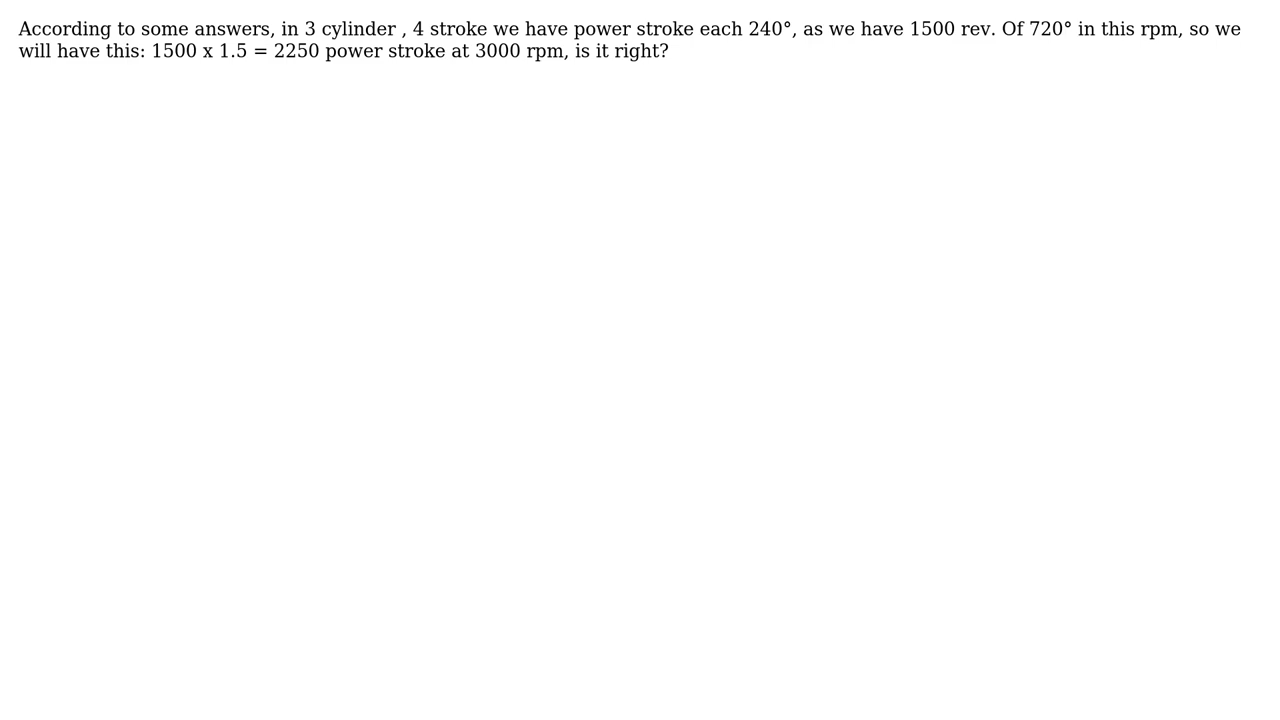 According to some answers, in 3 cylinder , 4 stroke we have power stroke each 240°, as we have 1500 rev. Of 720° in this rpm, so we
will have this: 1500 x 1.5 = 2250 power stroke at 3000 rpm, is it right?